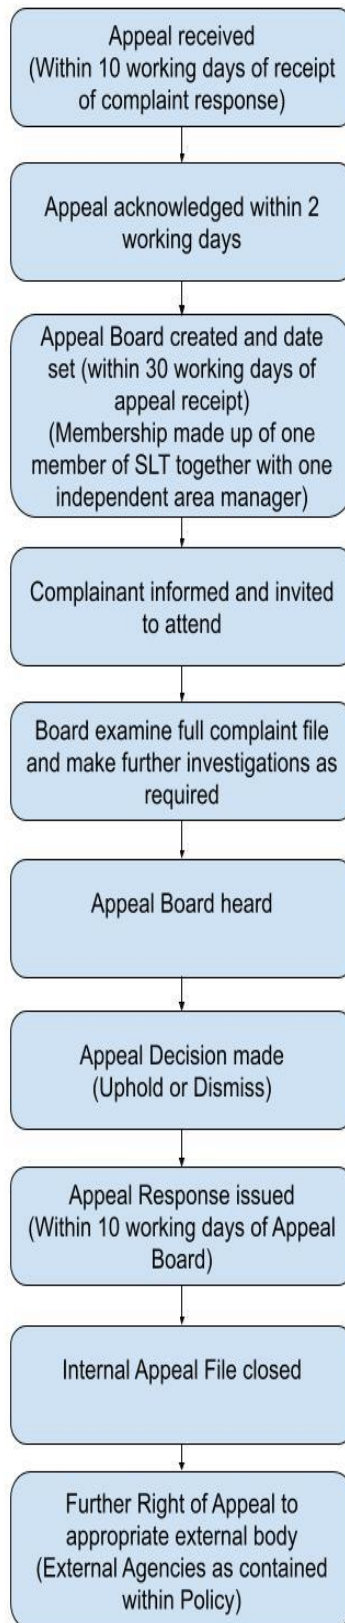 Appeal received
(Within 10 working days of receipt
of complaint response)
Appeal acknowledged within 2
working days
Appeal Board created and date
set (within 30 working days of
appeal receipt)
(Membership made up of one
member of SLT together with one
independent area manager)
Complainant informed and invited
to attend
Board examine full complaint file
and make further investigations as
required
Appeal Board heard
Appeal Decision made
(Uphold or Dismiss)
Appeal Response issued
(Within 10 working days of Appeal
Board)
Internal Appeal File closed
Further Right of Appeal to
appropriate external body
(External Agencies as contained
within Policy)